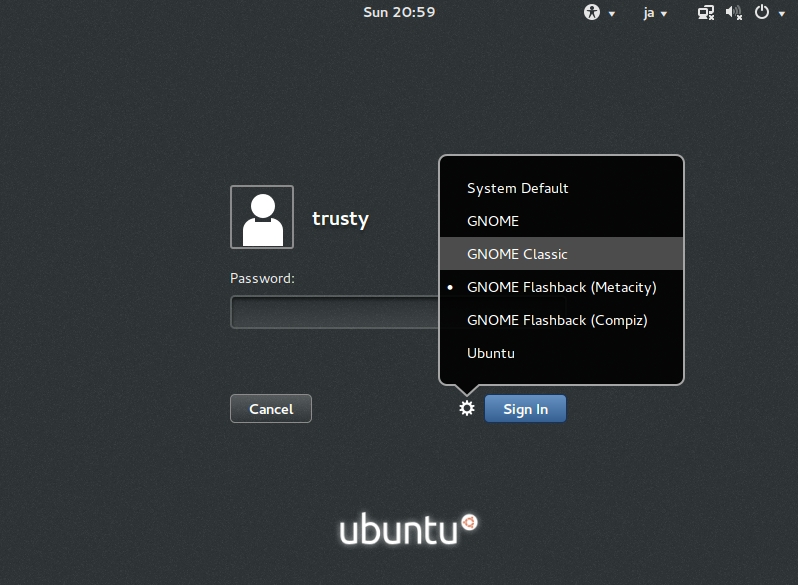 Sun 20:59
ja
trusty
Password:
System Default
GNOME
GNOME Classic
GNOME Flashback (Metacity)
GNOME Flashback (Compiz)
Ubuntu
Cancel
Sign In
ubuntu